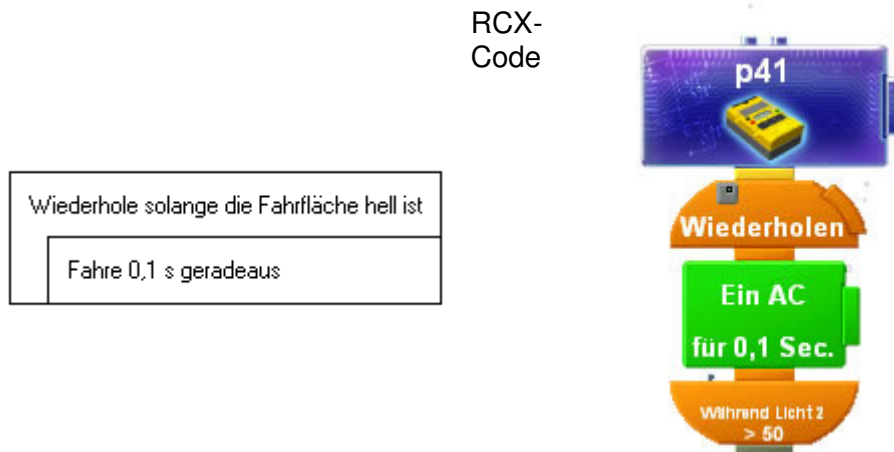 RCX-
Code
p41
Wiederhole solange die Fahrfläche hell ist
Fahre 0,1 s geradeaus
Wiederholen
Ein AC
für 0,1 Sec.
Während Licht 2
> 50